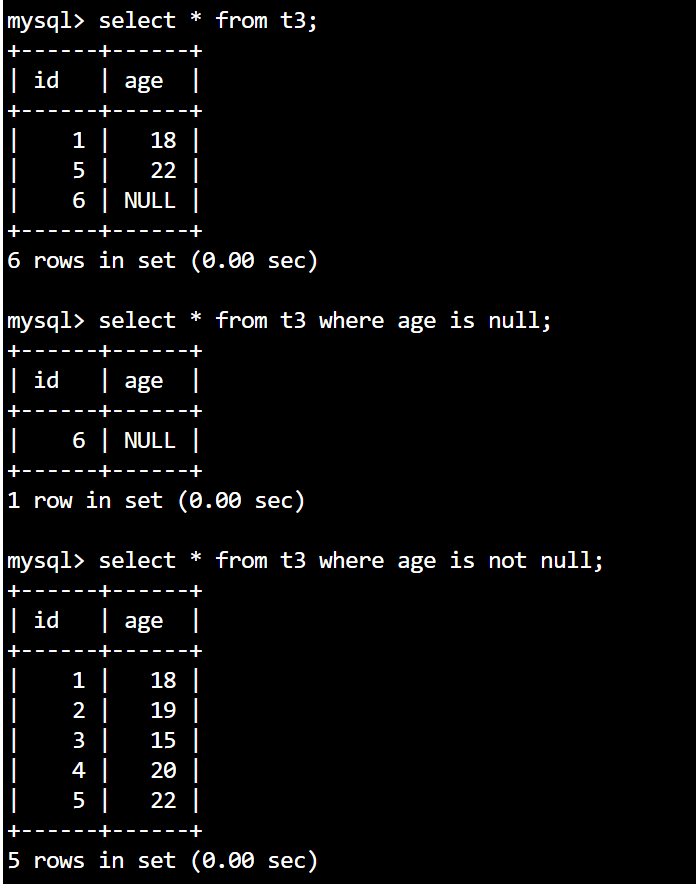 mysql> select * from t3;
+------+------+
| id   | age  |
+------+------+
|    1 |   18 |
|    5 |   22 |
|    6 | NULL |
+------+------+
6 rows in set (0.00 sec)

mysql> select * from t3 where age is null;
+------+------+
| id   | age  |
+------+------+
|    6 | NULL |
+------+------+
1 row in set (0.00 sec)

mysql> select * from t3 where age is not null;
+------+------+
| id   | age  |
+------+------+
|    1 |   18 |
|    2 |   19 |
|    3 |   15 |
|    4 |   20 |
|    5 |   22 |
+------+------+
5 rows in set (0.00 sec)